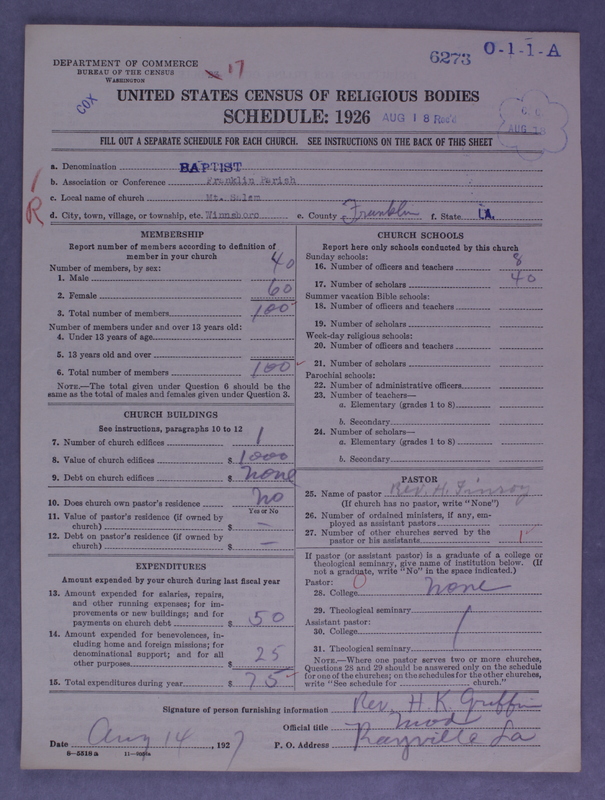 6273 O-1-1-A
DEPARTMENT OF COMMERCE
BUREAU OF THE CENSUS
WASHINGTON
17
COX
UNITED STATES CENSUS OF RELIGIOUS BODIES
SCHEDULE: 1926 AUG 18 Rec'd
AUG 18
FILL OUT A SEPARATE SCHEDULE FOR EACH CHURCH. SEE INSTRUCTIONS ON THE BACK OF THIS SHEET
a. Denomination BAPTIST
b. Association or Conference Franklin Parish
c. Local name of church Mt. Salem
R
d. City, town, village, or township, etc. Winnsboro e. County Franklin f. State LA.
MEMBERSHIP
Report number of members according to definition of
member in your church
Number of members, by sex:
1. Male 40
2. Female 60
3. Total number of members 100
Number of members under and over 13 years old:
4. Under 13 years of age
5. 13 years old and over
6. Total number of members 100
NOTE.—The total given under Question 6 should be the
same as the total of males and females given under Question 3.
CHURCH BUILDINGS
See instructions, paragraphs 10 to 12
7. Number of church edifices 1
8. Value of church edifices $ 1000
9. Debt on church edifices $ none
10. Does church own pastor's residence no
Yes or No
11. Value of pastor's residence (if owned by
church) $ —
12. Debt on pastor's residence (if owned by
church) $ —
EXPENDITURES
Amount expended by your church during last fiscal year
13. Amount expended for salaries, repairs,
and other running expenses; for im-
provements or new buildings; and for
payments on church debt $ 50
14. Amount expended for benevolences, in-
cluding home and foreign missions; for
denominational support; and for all
other purposes $ 25
15. Total expenditures during year $ 75
CHURCH SCHOOLS
Report here only schools conducted by this church
Sunday schools:
16. Number of officers and teachers 8
17. Number of scholars 40
Summer vacation Bible schools:
18. Number of officers and teachers
19. Number of scholars
Week-day religious schools:
20. Number of officers and teachers
21. Number of scholars
Parochial schools:
22. Number of administrative officers
23. Number of teachers—
a. Elementary (grades 1 to 8)
b. Secondary
24. Number of scholars—
a. Elementary (grades 1 to 8)
b. Secondary
PASTOR
25. Name of pastor Rev. H.
(If church has no pastor, write "None")
26. Number of ordained ministers, if any, em-
ployed as assistant pastors
27. Number of other churches served by the
pastor or his assistants 1
If pastor (or assistant pastor) is a graduate of a college or
theological seminary, give name of institution below. (If
not a graduate, write "No" in the space indicated.)
Pastor: 0
28. College none
29. Theological seminary
Assistant pastor:
30. College
31. Theological seminary
NOTE.—Where one pastor serves two or more churches,
Questions 28 and 29 should be answered only on the schedule
for one of the churches; on the schedules for the other churches,
write "See schedule for church."
Signature of person furnishing information Rev. H. K. Griffin
Official title mod
Date Aug 14, 1927 P. O. Address Rayville La
8—5518a